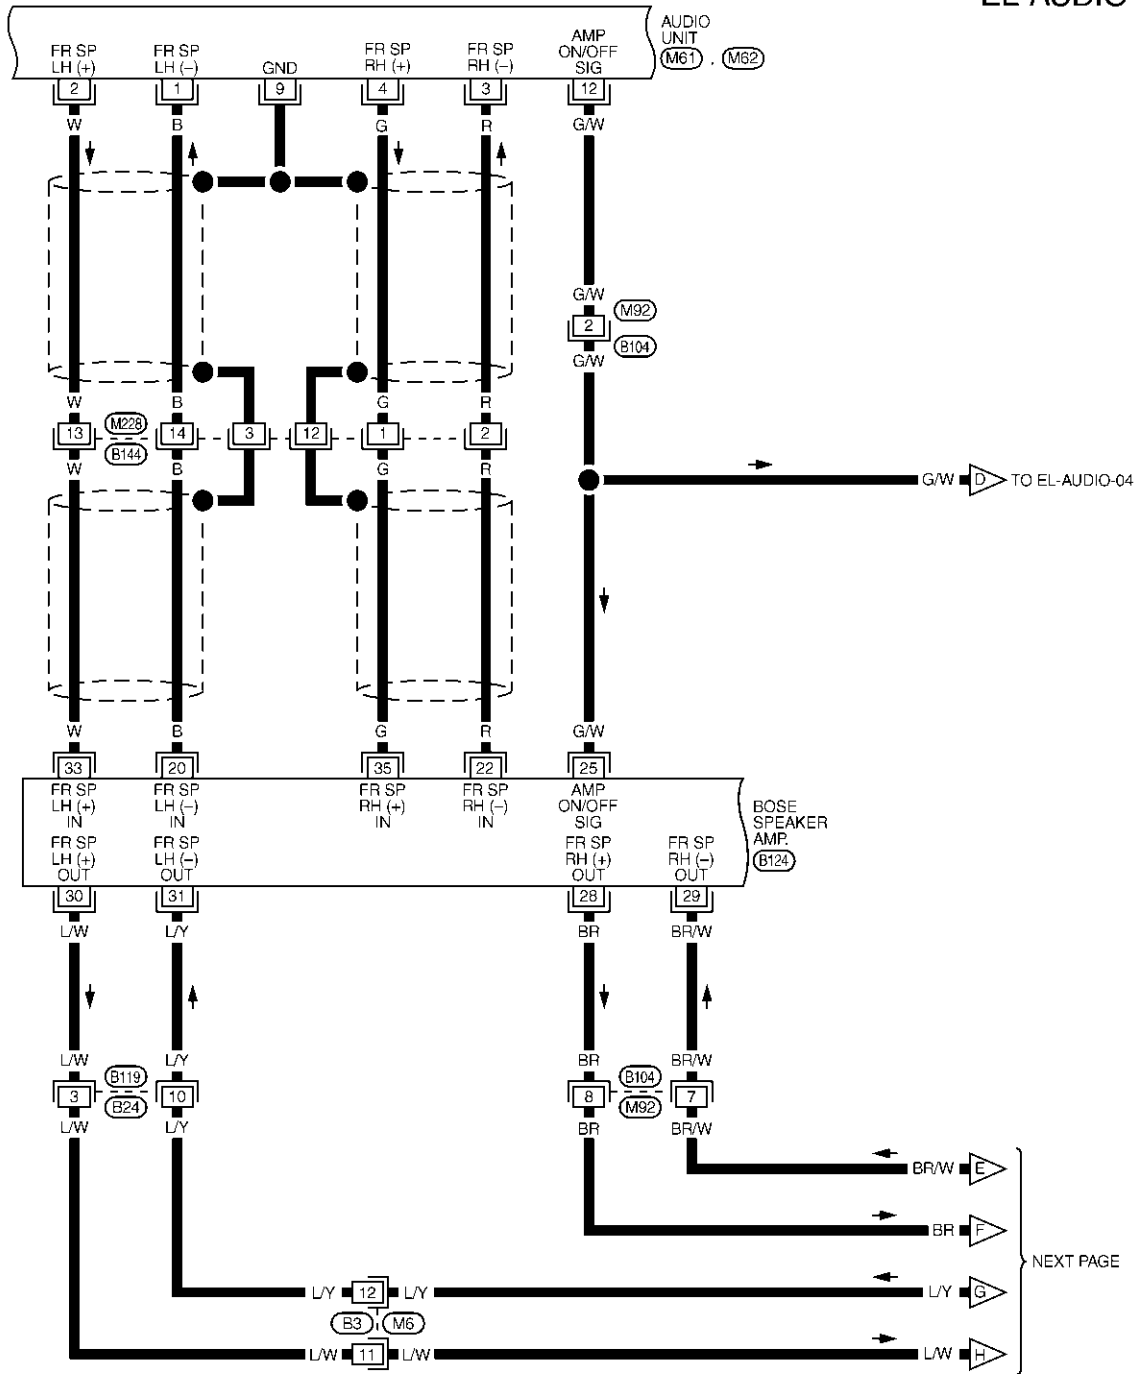 EL-AUDIO
AUDIO
UNIT
M61 , M62
FR SP
LH (+)
FR SP
LH (–)
GND
FR SP
RH (+)
FR SP
RH (–)
AMP
ON/OFF
SIG
2 1 9 4 3 12
W B G R G/W
G/W
2 M92
B104
G/W
W B G R
13 M228 14 3 12 1 2
B144
W B G R
G/W D TO EL-AUDIO-04
W B G R G/W
33 20 35 22 25
FR SP
LH (+)
IN
FR SP
LH (–)
IN
FR SP
RH (+)
IN
FR SP
RH (–)
IN
AMP
ON/OFF
SIG
BOSE
SPEAKER
AMP.
B124
FR SP
LH (+)
OUT
FR SP
LH (–)
OUT
FR SP
RH (+)
OUT
FR SP
RH (–)
OUT
30 31 28 29
L/W L/Y BR BR/W
L/W L/Y BR BR/W
3 B119 10 8 B104 7
B24 M92
L/W L/Y BR BR/W
BR/W E
BR F
NEXT PAGE
L/Y 12 L/Y L/Y G
B3 M6
L/W 11 L/W L/W H